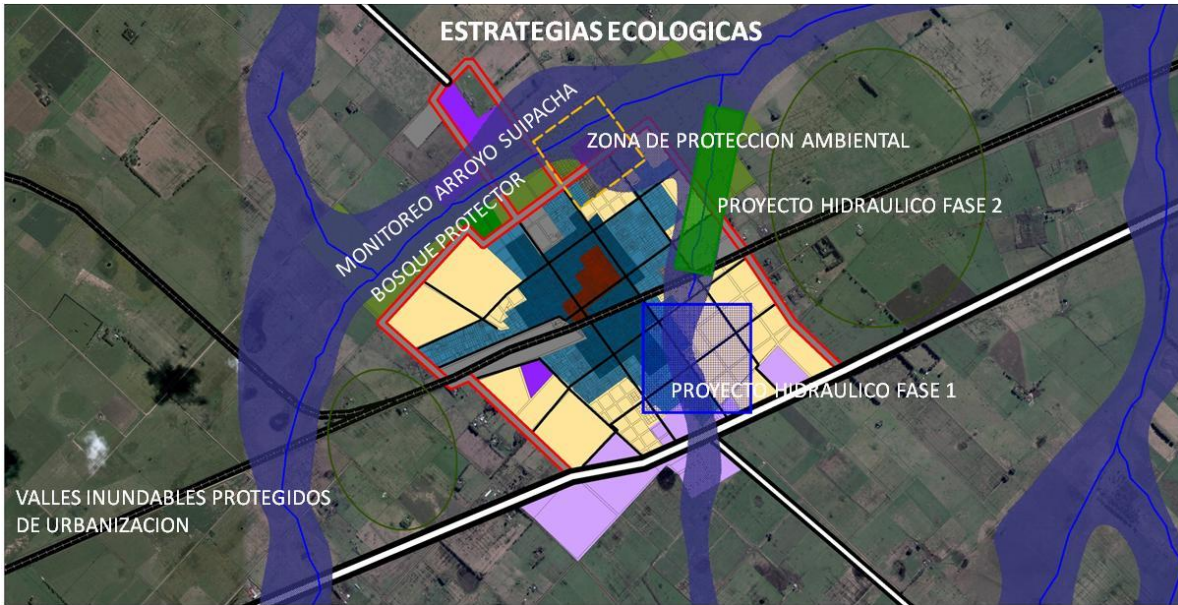 ESTRATEGIAS ECOLOGICAS
MONITOREO ARROYO SUIPACHA
BOSQUE PROTECTOR
ZONA DE PROTECCION AMBIENTAL
PROYECTO HIDRAULICO FASE 2
PROYECTO HIDRAULICO FASE 1
VALLES INUNDABLES PROTEGIDOS
DE URBANIZACION